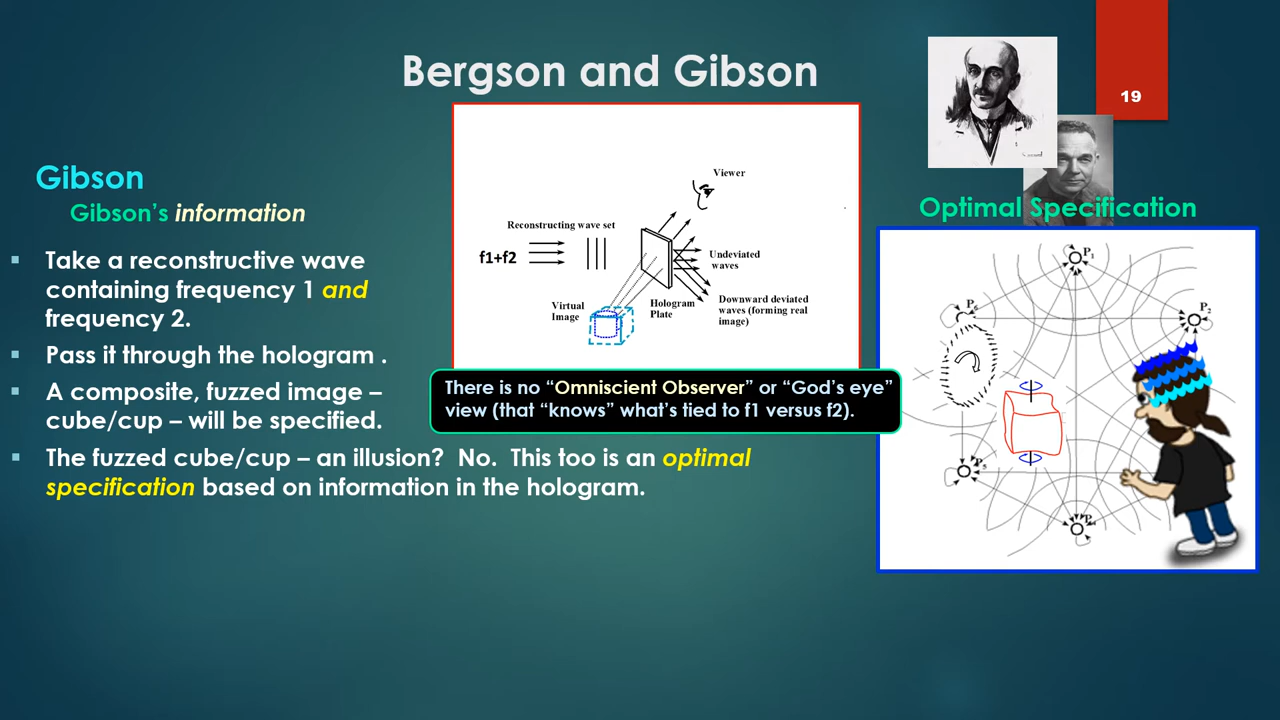 Bergson and Gibson
19
Gibson
Gibson's information
Take a reconstructive wave
containing frequency 1 and
frequency 2.
Pass it through the hologram .
A composite, fuzzed image –
cube/cup – will be specified.
The fuzzed cube/cup – an illusion? No. This too is an optimal
specification based on information in the hologram.
Viewer
Reconstructing wave set
f1+f2
Undeviated
waves
Virtual
Image
Hologram
Plate
Downward deviated
waves (forming real
image)
There is no “Omniscient Observer” or “God's eye”
view (that “knows” what's tied to f1 versus f2).
Optimal Specification
P1
P6
P2
P5